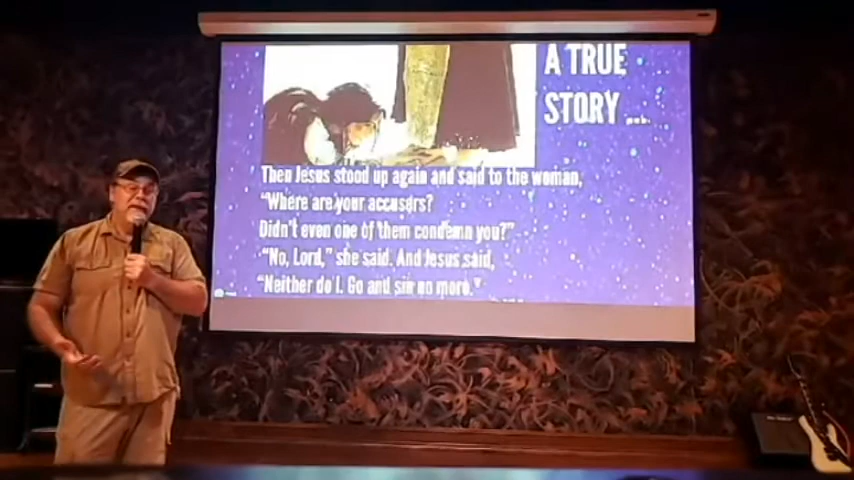 A TRUE
STORY...
Then Jesus stood up again and said to the woman,
"Where are your accusers?
Didn't even one of them condemn you?"
"No, Lord," she said. And Jesus said,
"Neither do I. Go and sin no more."